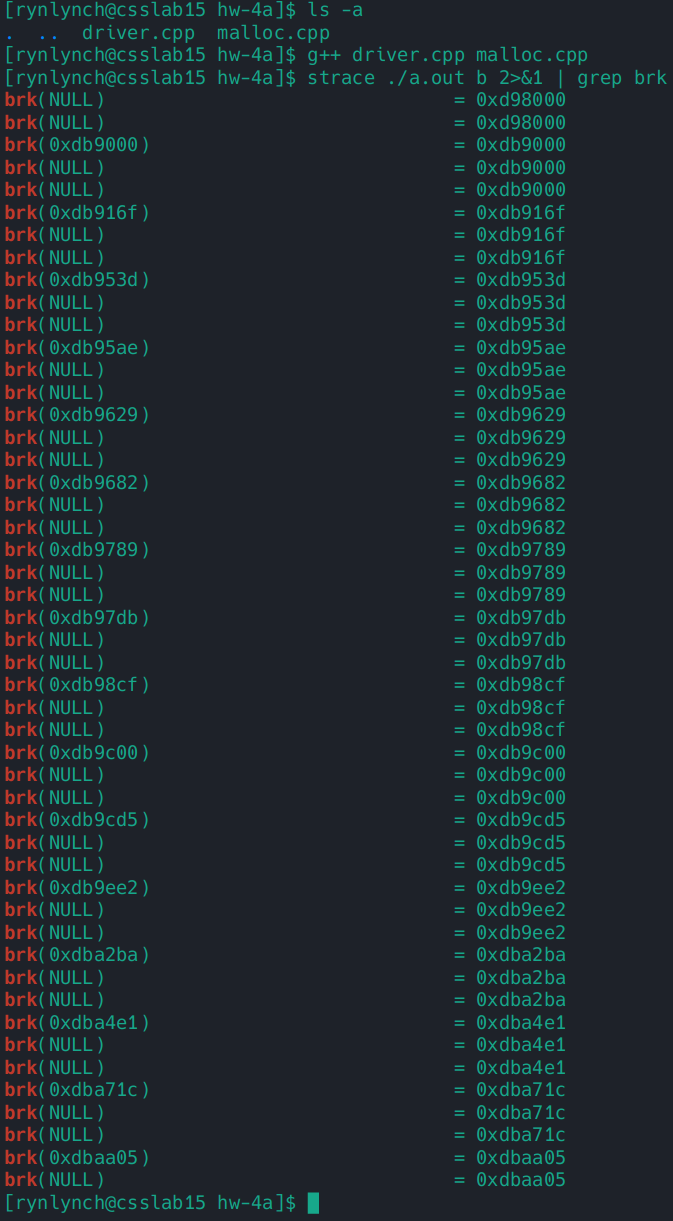 [rynlynch@csslab15 hw-4a]$ ls -a
.  ..  driver.cpp  malloc.cpp
[rynlynch@csslab15 hw-4a]$ g++ driver.cpp malloc.cpp
[rynlynch@csslab15 hw-4a]$ strace ./a.out b 2>&1 | grep brk
brk(NULL)                               = 0xd98000
brk(NULL)                               = 0xd98000
brk(0xdb9000)                           = 0xdb9000
brk(NULL)                               = 0xdb9000
brk(NULL)                               = 0xdb9000
brk(0xdb916f)                           = 0xdb916f
brk(NULL)                               = 0xdb916f
brk(NULL)                               = 0xdb916f
brk(0xdb953d)                           = 0xdb953d
brk(NULL)                               = 0xdb953d
brk(NULL)                               = 0xdb953d
brk(0xdb95ae)                           = 0xdb95ae
brk(NULL)                               = 0xdb95ae
brk(NULL)                               = 0xdb95ae
brk(0xdb9629)                           = 0xdb9629
brk(NULL)                               = 0xdb9629
brk(NULL)                               = 0xdb9629
brk(0xdb9682)                           = 0xdb9682
brk(NULL)                               = 0xdb9682
brk(NULL)                               = 0xdb9682
brk(0xdb9789)                           = 0xdb9789
brk(NULL)                               = 0xdb9789
brk(NULL)                               = 0xdb9789
brk(0xdb97db)                           = 0xdb97db
brk(NULL)                               = 0xdb97db
brk(NULL)                               = 0xdb97db
brk(0xdb98cf)                           = 0xdb98cf
brk(NULL)                               = 0xdb98cf
brk(NULL)                               = 0xdb98cf
brk(0xdb9c00)                           = 0xdb9c00
brk(NULL)                               = 0xdb9c00
brk(NULL)                               = 0xdb9c00
brk(0xdb9cd5)                           = 0xdb9cd5
brk(NULL)                               = 0xdb9cd5
brk(NULL)                               = 0xdb9cd5
brk(0xdb9ee2)                           = 0xdb9ee2
brk(NULL)                               = 0xdb9ee2
brk(NULL)                               = 0xdb9ee2
brk(0xdba2ba)                           = 0xdba2ba
brk(NULL)                               = 0xdba2ba
brk(NULL)                               = 0xdba2ba
brk(0xdba4e1)                           = 0xdba4e1
brk(NULL)                               = 0xdba4e1
brk(NULL)                               = 0xdba4e1
brk(0xdba71c)                           = 0xdba71c
brk(NULL)                               = 0xdba71c
brk(NULL)                               = 0xdba71c
brk(0xdbaa05)                           = 0xdbaa05
brk(NULL)                               = 0xdbaa05
[rynlynch@csslab15 hw-4a]$